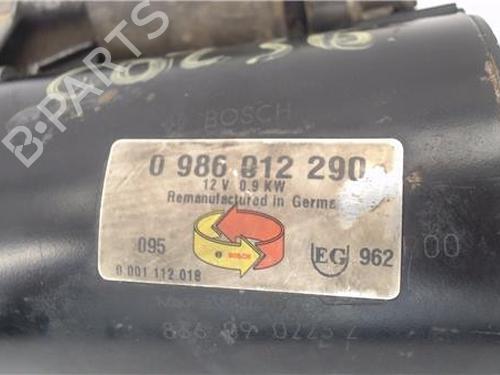 BOSCH
0 986 012 290
12 V 0.9 KW
Remanufactured in Germa
095
BOSCH
EG 962
00
0 001 112 018
B-PARTS